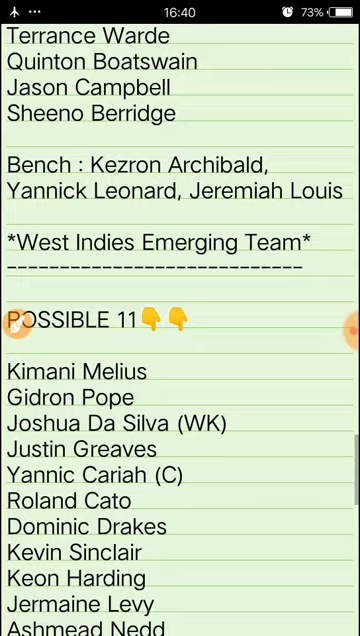 16:40
73%
Terrance Warde
Quinton Boatswain
Jason Campbell
Sheeno Berridge
Bench : Kezron Archibald,
Yannick Leonard, Jeremiah Louis
*West Indies Emerging Team*
----------------------------
POSSIBLE 11👇👇
Kimani Melius
Gidron Pope
Joshua Da Silva (WK)
Justin Greaves
Yannic Cariah (C)
Roland Cato
Dominic Drakes
Kevin Sinclair
Keon Harding
Jermaine Levy
Ashmead Nedd